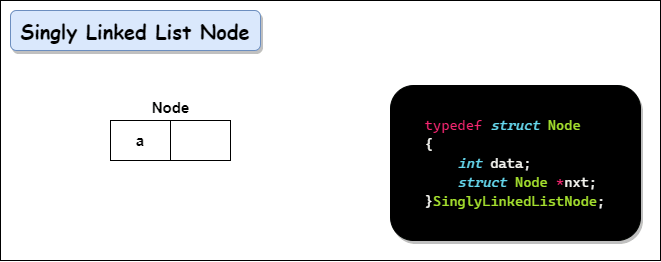 Singly Linked List Node
Node
a
typedef struct Node
{
    int data;
    struct Node *nxt;
}SinglyLinkedListNode;